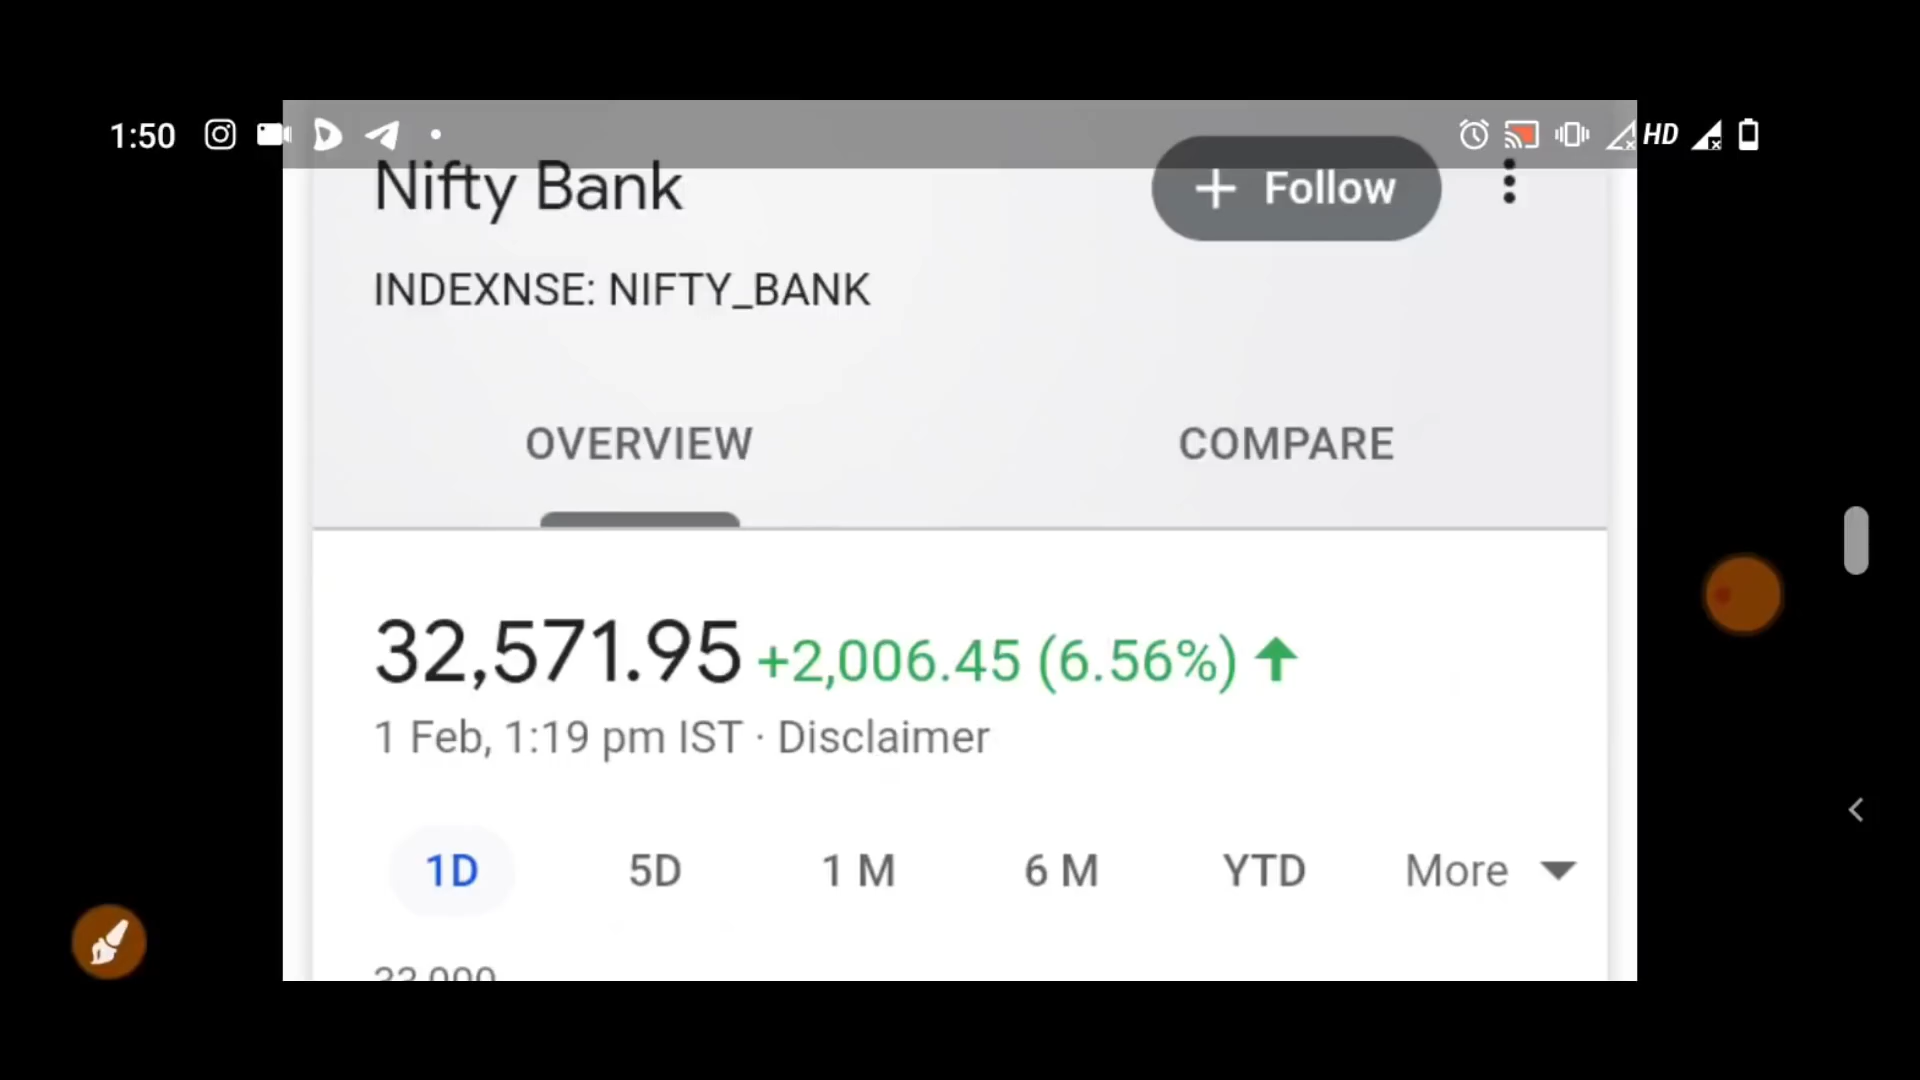 1:50 HD
Nifty Bank + Follow
INDEXNSE: NIFTY_BANK
OVERVIEW COMPARE
32,571.95 +2,006.45 (6.56%)
1 Feb, 1:19 pm IST · Disclaimer
1D 5D 1 M 6 M YTD More